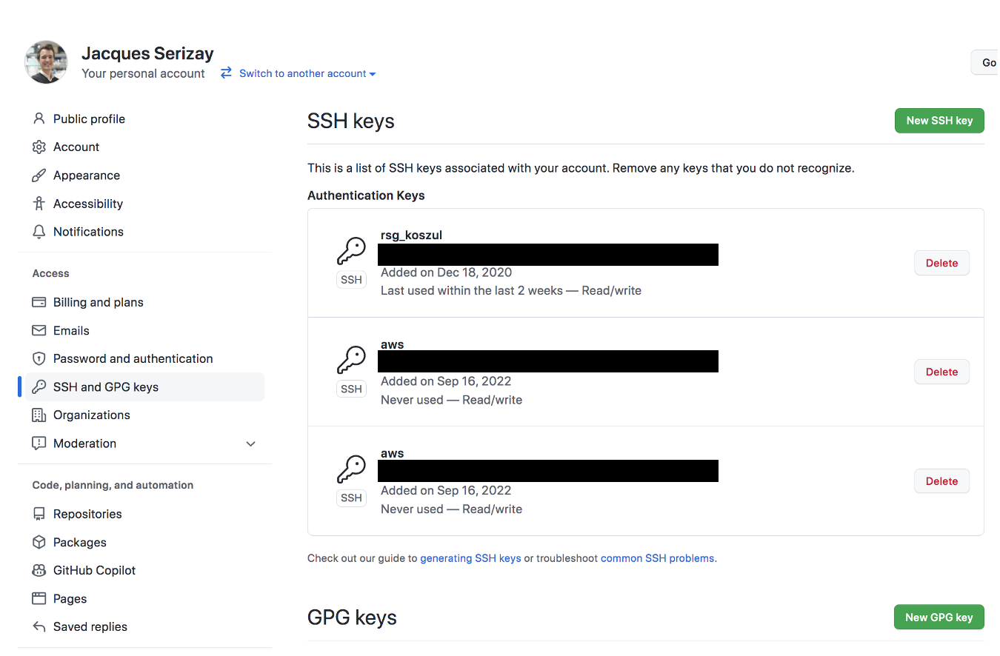 Jacques Serizay
Your personal account Switch to another account
Go
Public profile
Account
Appearance
Accessibility
Notifications
Access
Billing and plans
Emails
Password and authentication
SSH and GPG keys
Organizations
Moderation
Code, planning, and automation
Repositories
Packages
GitHub Copilot
Pages
Saved replies
SSH keys
New SSH key
This is a list of SSH keys associated with your account. Remove any keys that you do not recognize.
Authentication Keys
rsg_koszul
SSH
Added on Dec 18, 2020
Last used within the last 2 weeks — Read/write
Delete
aws
SSH
Added on Sep 16, 2022
Never used — Read/write
Delete
aws
SSH
Added on Sep 16, 2022
Never used — Read/write
Delete
Check out our guide to generating SSH keys or troubleshoot common SSH problems.
GPG keys
New GPG key